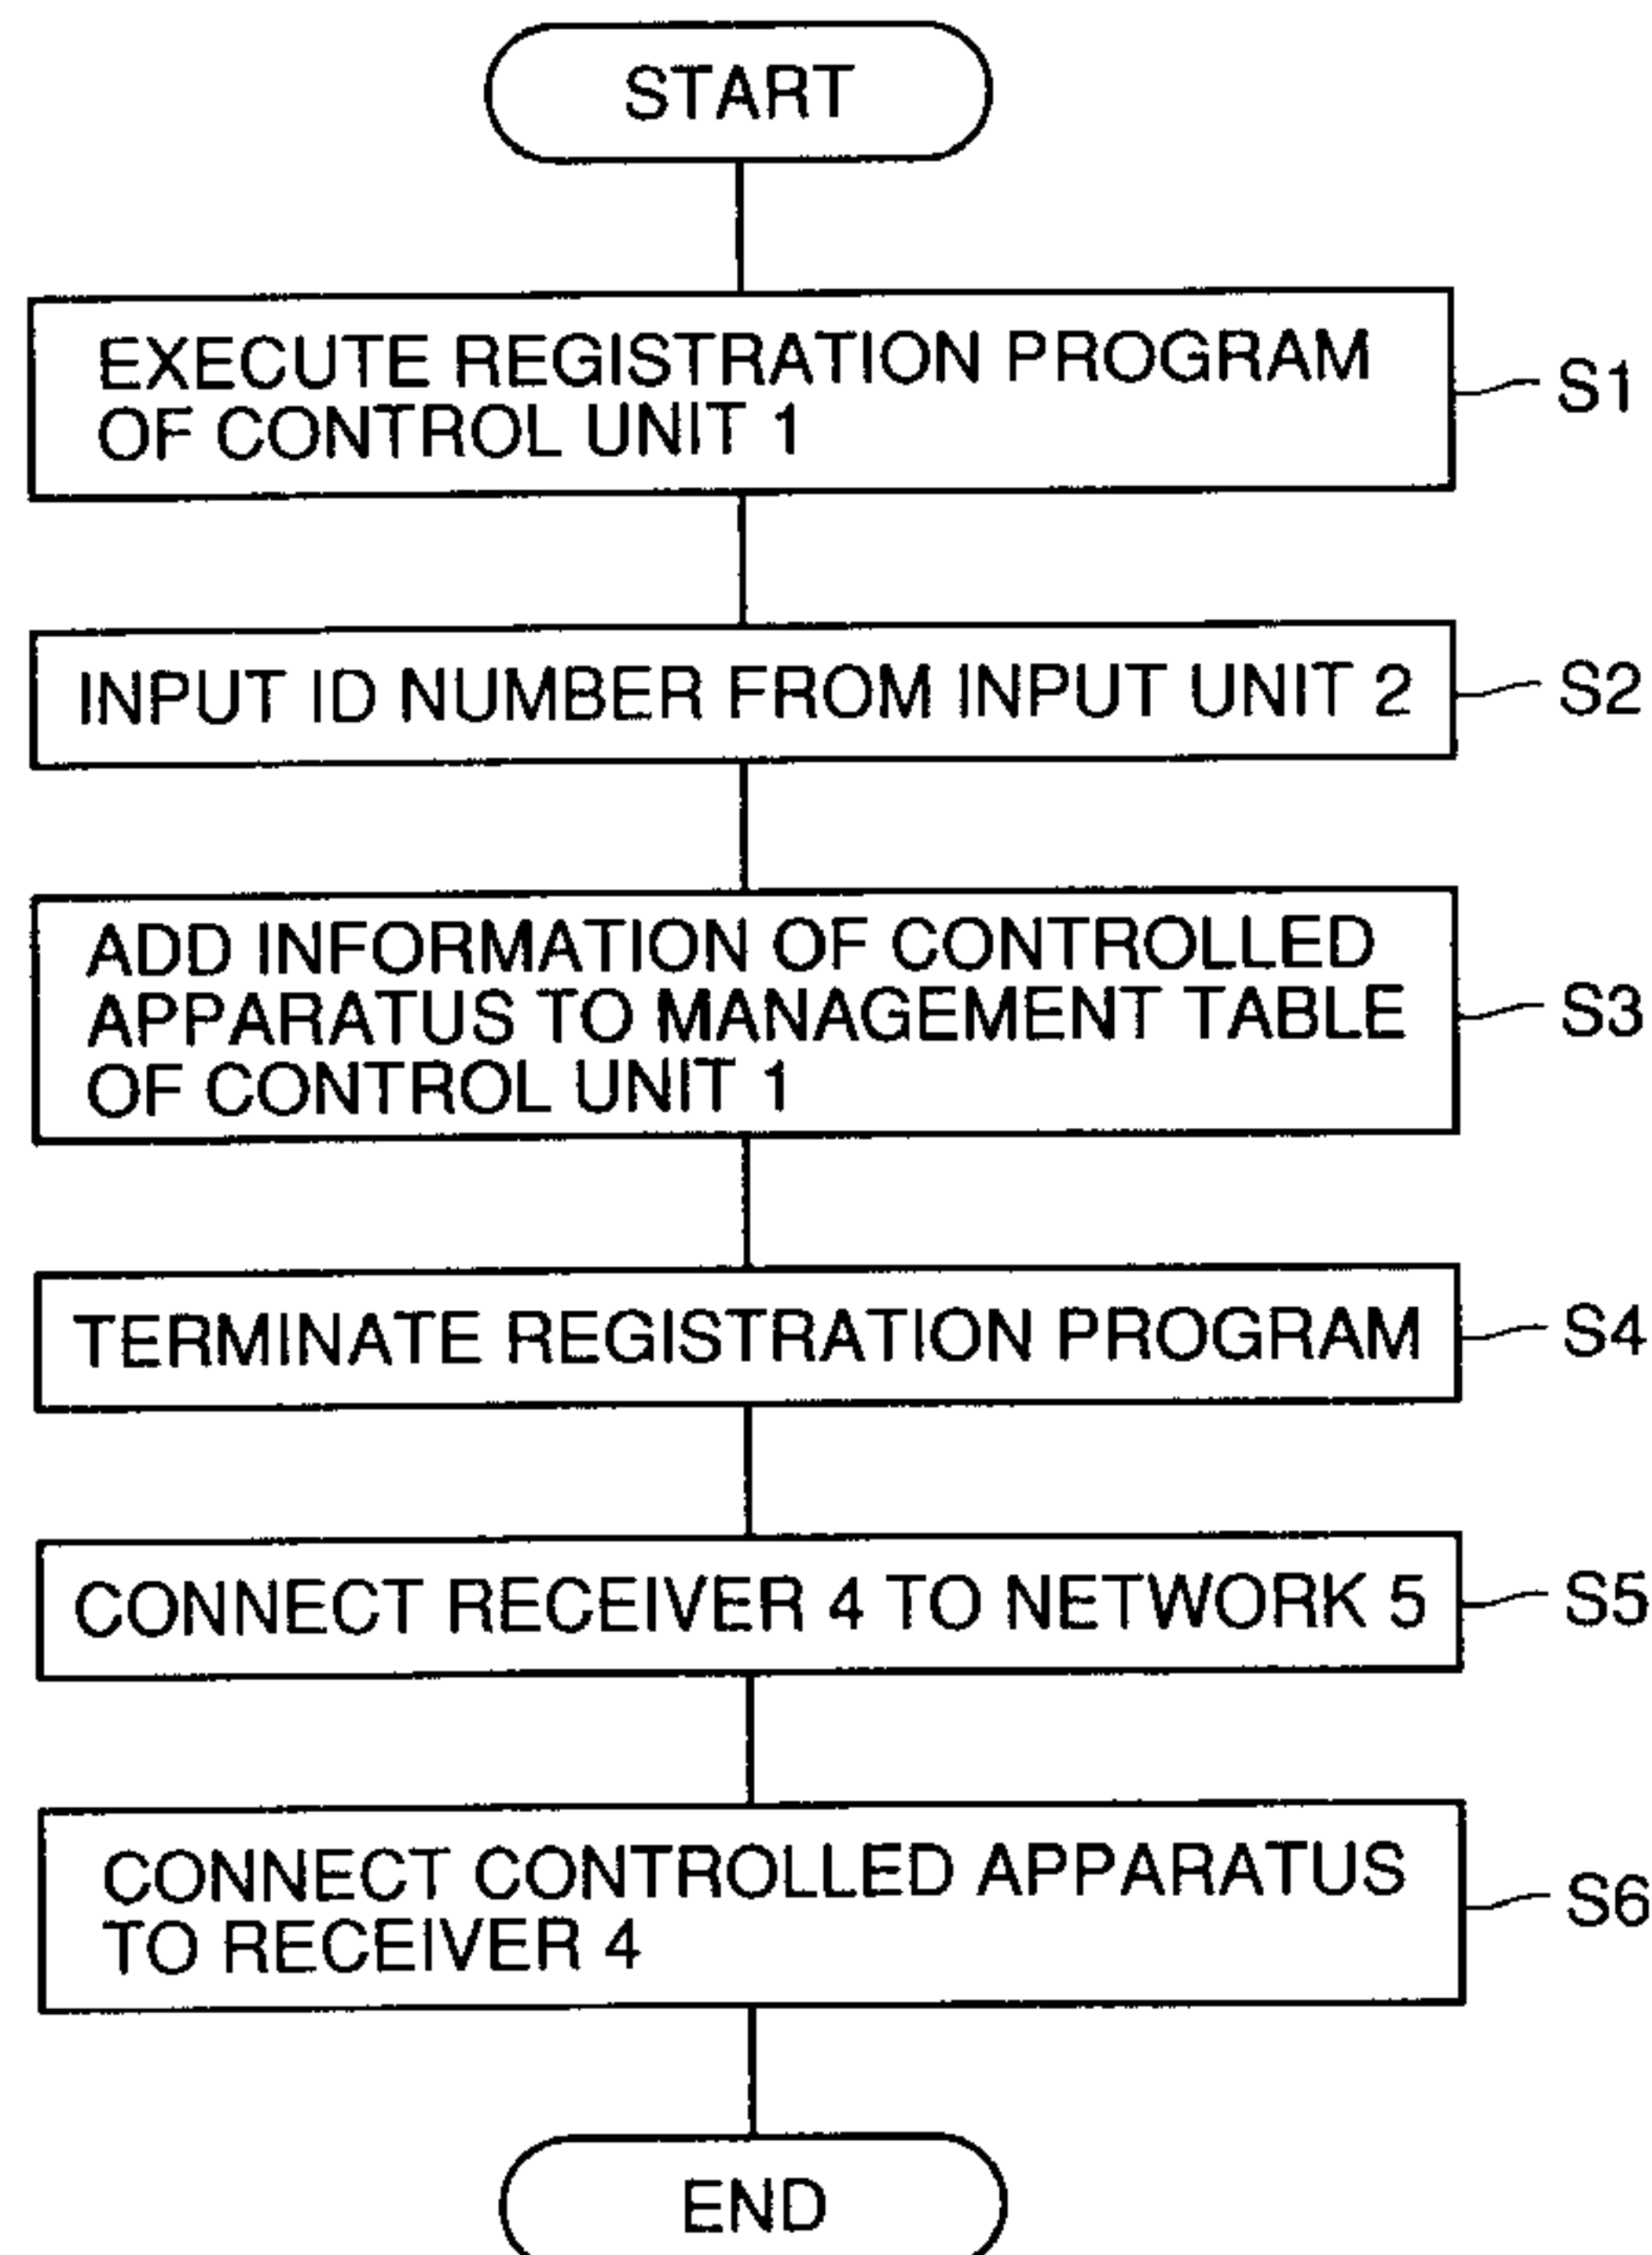 START
EXECUTE REGISTRATION PROGRAM
OF CONTROL UNIT 1
S1
INPUT ID NUMBER FROM INPUT UNIT 2
S2
ADD INFORMATION OF CONTROLLED
APPARATUS TO MANAGEMENT TABLE
OF CONTROL UNIT 1
S3
TERMINATE REGISTRATION PROGRAM
S4
CONNECT RECEIVER 4 TO NETWORK 5
S5
CONNECT CONTROLLED APPARATUS
TO RECEIVER 4
S6
END